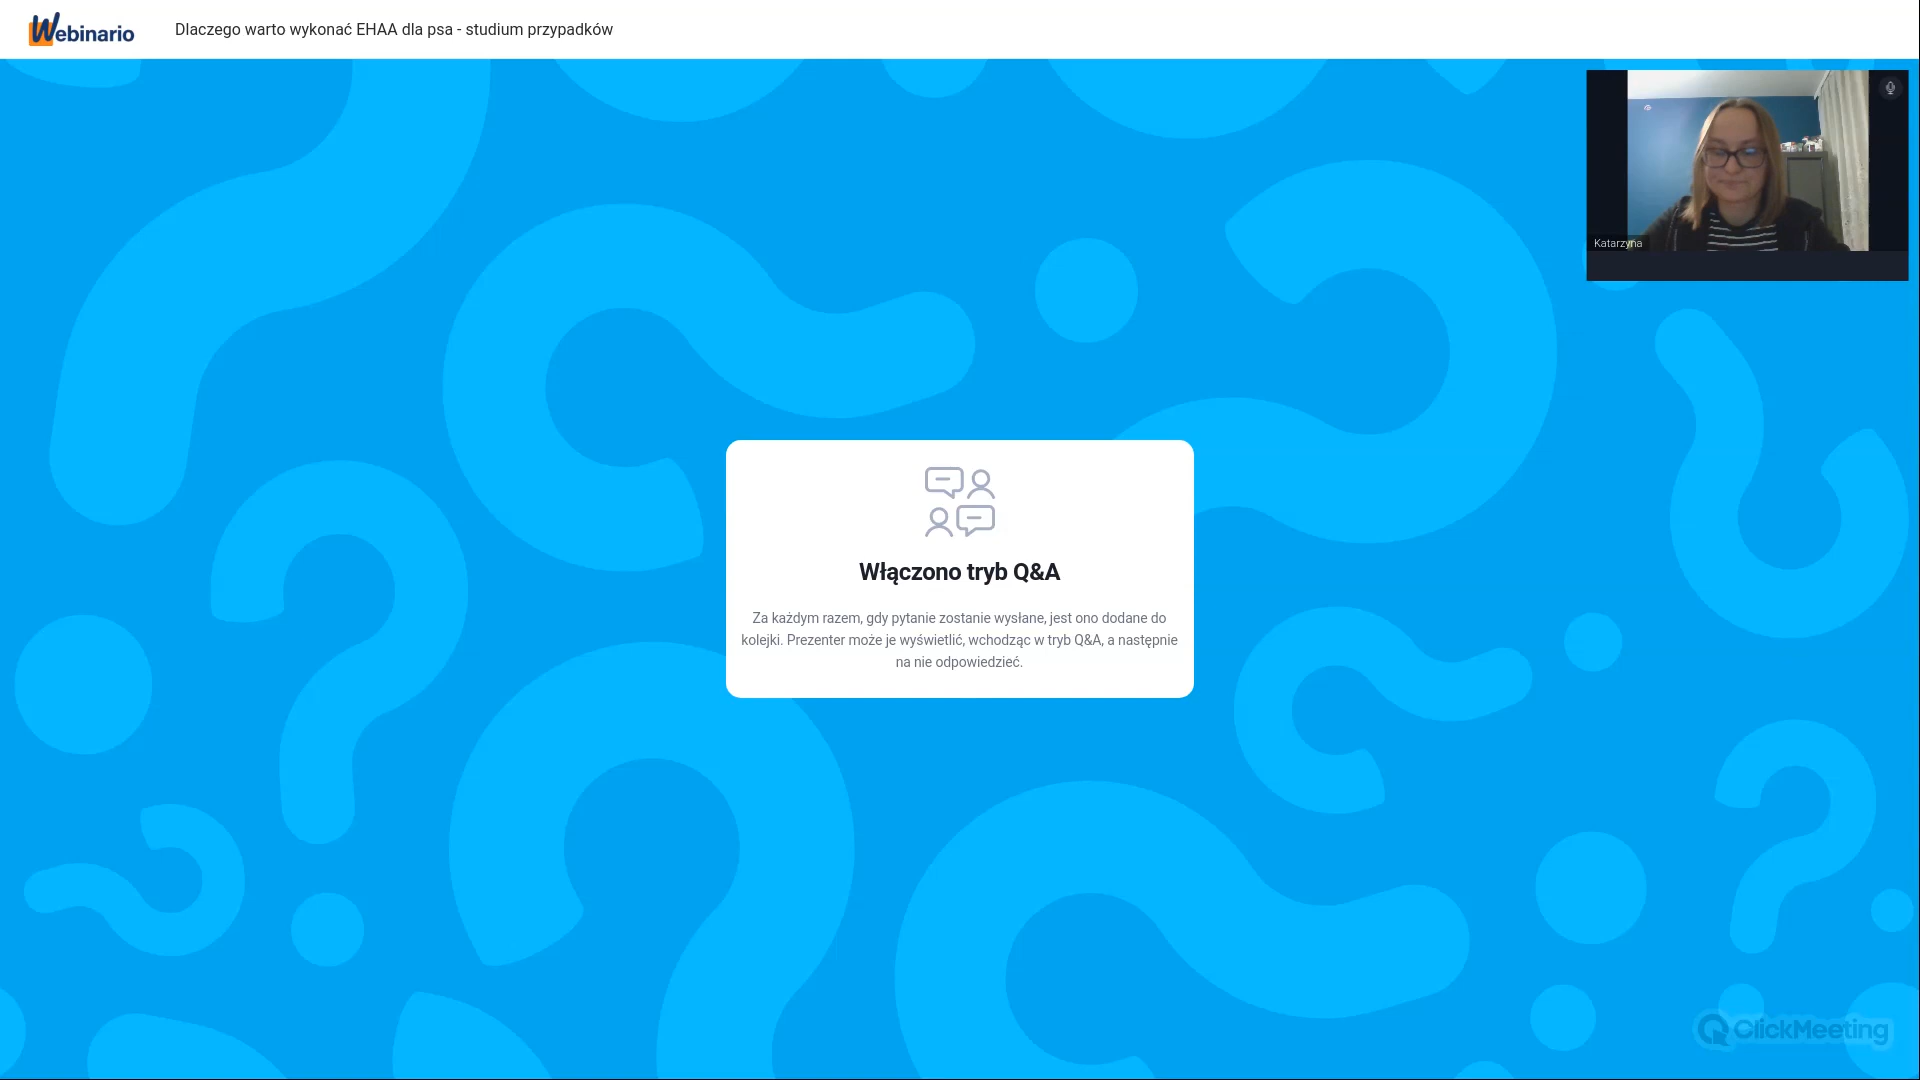 Webinario
Dlaczego warto wykonać EHAA dla psa - studium przypadków
Katarzyna
Włączono tryb Q&A
Za każdym razem, gdy pytanie zostanie wysłane, jest ono dodane do
kolejki. Prezenter może je wyświetlić, wchodząc w tryb Q&A, a następnie
na nie odpowiedzieć.
ClickMeeting